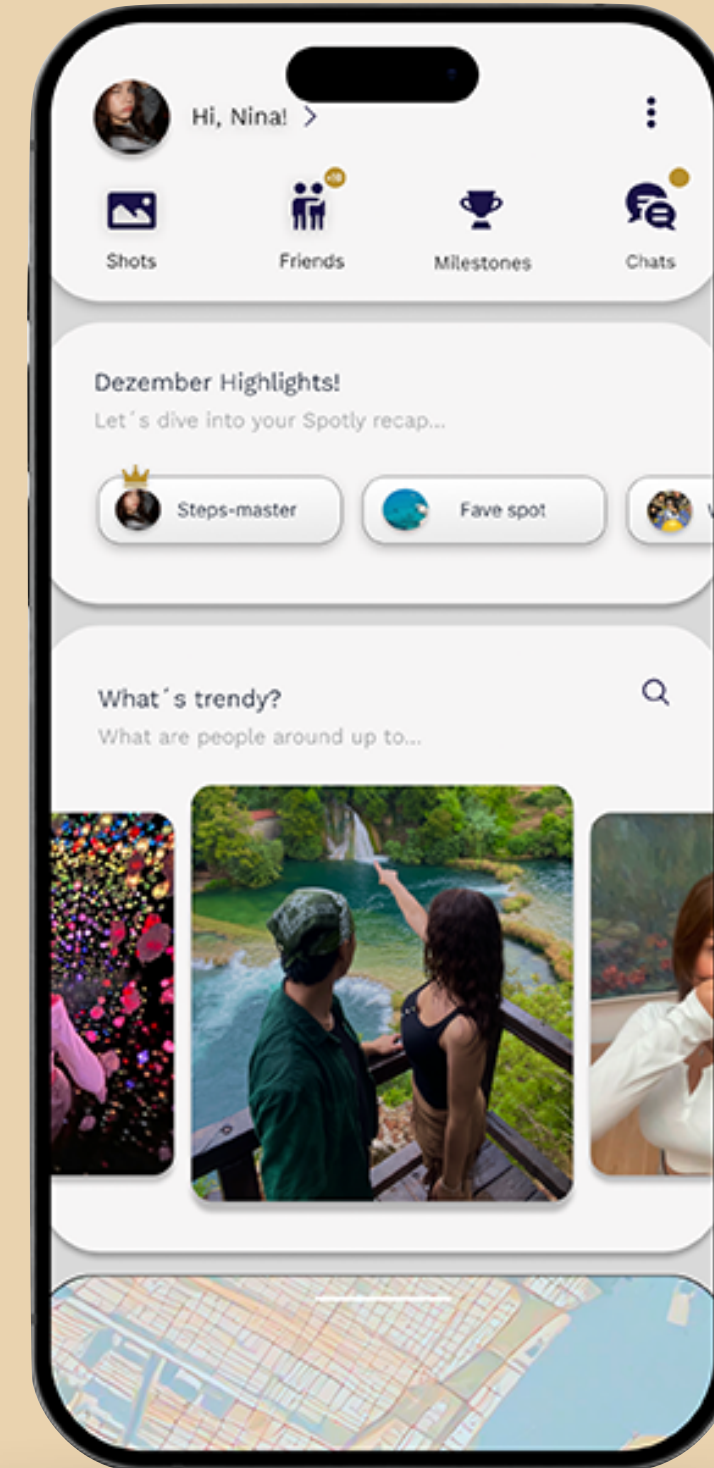 Hi, Nina!
+10
Shots
Friends
Milestones
Chats
Dezember Highlights!
Let´s dive into your Spotly recap...
Steps-master
Fave spot
What´s trendy?
What are people around up to...